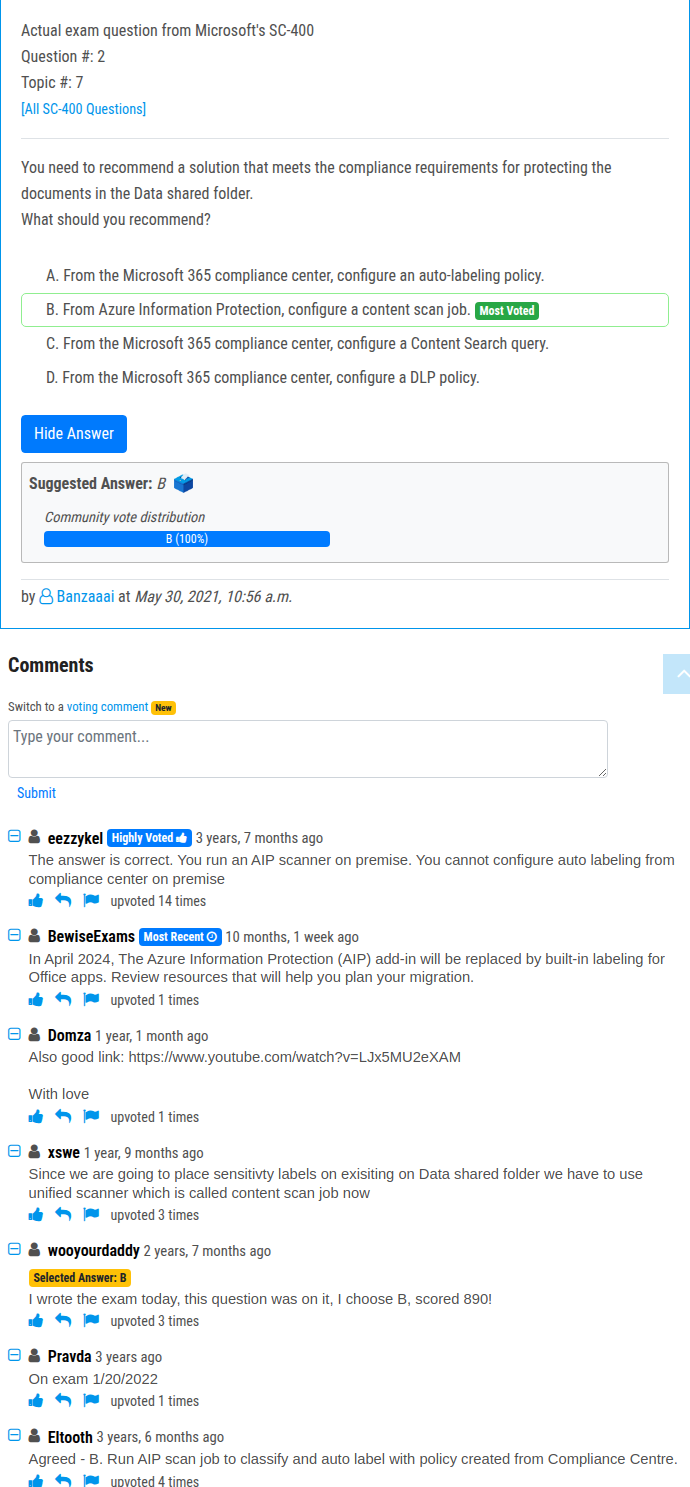 Actual exam question from Microsoft's SC-400
Question #: 2
Topic #: 7
[All SC-400 Questions]
You need to recommend a solution that meets the compliance requirements for protecting the
documents in the Data shared folder.
What should you recommend?
A. From the Microsoft 365 compliance center, configure an auto-labeling policy.
B. From Azure Information Protection, configure a content scan job. Most Voted
C. From the Microsoft 365 compliance center, configure a Content Search query.
D. From the Microsoft 365 compliance center, configure a DLP policy.
Hide Answer
Suggested Answer: B
Community vote distribution
B (100%)
by Banzaaai at May 30, 2021, 10:56 a.m.
Comments
Switch to a voting comment New
Type your comment...
Submit
eezzykel Highly Voted 3 years, 7 months ago
The answer is correct. You run an AIP scanner on premise. You cannot configure auto labeling from
compliance center on premise
upvoted 14 times
BewiseExams Most Recent 10 months, 1 week ago
In April 2024, The Azure Information Protection (AIP) add-in will be replaced by built-in labeling for
Office apps. Review resources that will help you plan your migration.
upvoted 1 times
Domza 1 year, 1 month ago
Also good link: https://www.youtube.com/watch?v=LJx5MU2eXAM
With love
upvoted 1 times
xswe 1 year, 9 months ago
Since we are going to place sensitivty labels on exisiting on Data shared folder we have to use
unified scanner which is called content scan job now
upvoted 3 times
wooyourdaddy 2 years, 7 months ago
Selected Answer: B
I wrote the exam today, this question was on it, I choose B, scored 890!
upvoted 3 times
Pravda 3 years ago
On exam 1/20/2022
upvoted 1 times
Eltooth 3 years, 6 months ago
Agreed - B. Run AIP scan job to classify and auto label with policy created from Compliance Centre.
upvoted 4 times